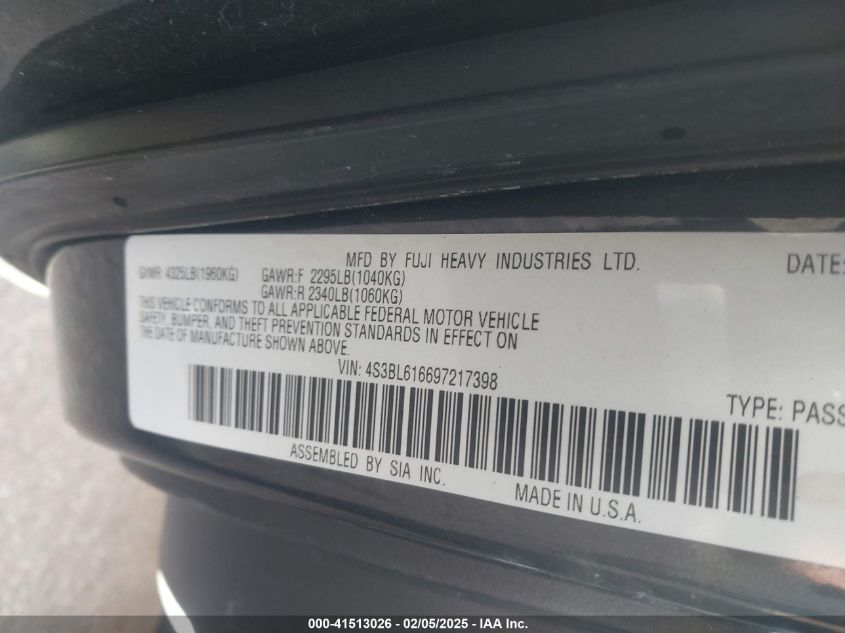 MFD BY FUJI HEAVY INDUSTRIES LTD. DATE:
GVWR: 4325LB(1960KG) GAWR:F 2295LB(1040KG)
GAWR:R 2340LB(1060KG)
THIS VEHICLE CONFORMS TO ALL APPLICABLE FEDERAL MOTOR VEHICLE
SAFETY, BUMPER, AND THEFT PREVENTION STANDARDS IN EFFECT ON
THE DATE OF MANUFACTURE SHOWN ABOVE.
VIN: 4S3BL616697217398
TYPE: PASS
ASSEMBLED BY SIA INC.
MADE IN U.S.A.
000-41513026 - 02/05/2025 - IAA Inc.